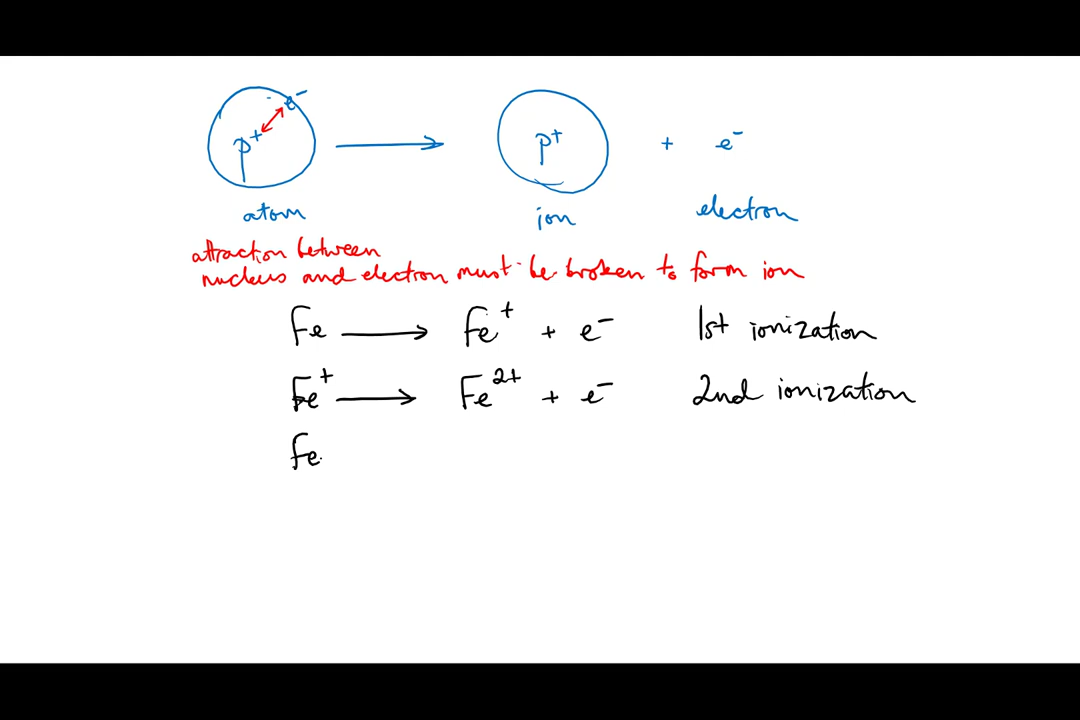 p⁺ e⁻ ⟶ p⁺ + e⁻
atom ion electron
attraction between
nucleus and electron must be broken to form ion
Fe ⟶ Fe⁺ + e⁻ 1st ionization
Fe⁺ ⟶ Fe²⁺ + e⁻ 2nd ionization
Fe